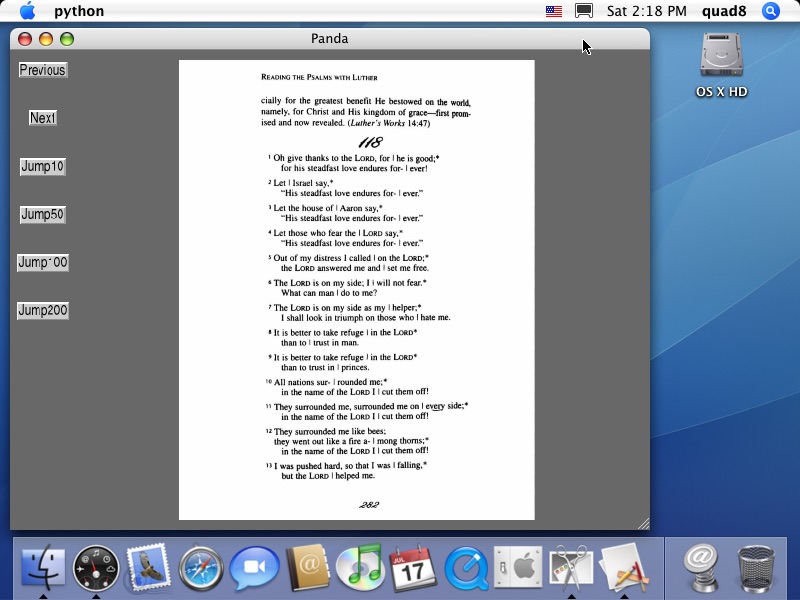 python
Sat 2:18 PM
quad8
Panda
OS X HD
Previous
Next
Jump10
Jump50
Jump100
Jump200
READING THE PSALMS WITH LUTHER
cially for the greatest benefit He bestowed on the world,
namely, for Christ and His kingdom of grace—first prom-
ised and now revealed. (Luther's Works 14:47)
118
1 Oh give thanks to the LORD, for | he is good;*
for his steadfast love endures for- | ever!
2 Let | Israel say,*
“His steadfast love endures for- | ever.”
3 Let the house of | Aaron say,*
“His steadfast love endures for- | ever.”
4 Let those who fear the | LORD say,*
“His steadfast love endures for- | ever.”
5 Out of my distress I called | on the LORD;*
the LORD answered me and | set me free.
6 The LORD is on my side; I | will not fear.*
What can man | do to me?
7 The LORD is on my side as my | helper;*
I shall look in triumph on those who | hate me.
8 It is better to take refuge | in the LORD*
than to | trust in man.
9 It is better to take refuge | in the LORD*
than to trust in | princes.
10 All nations sur- | rounded me;*
in the name of the LORD I | cut them off!
11 They surrounded me, surrounded me on | every side;*
in the name of the LORD I | cut them off!
12 They surrounded me like bees;
they went out like a fire a- | mong thorns;*
in the name of the LORD I | cut them off!
13 I was pushed hard, so that I was | falling,*
but the LORD | helped me.
282
JUL
17